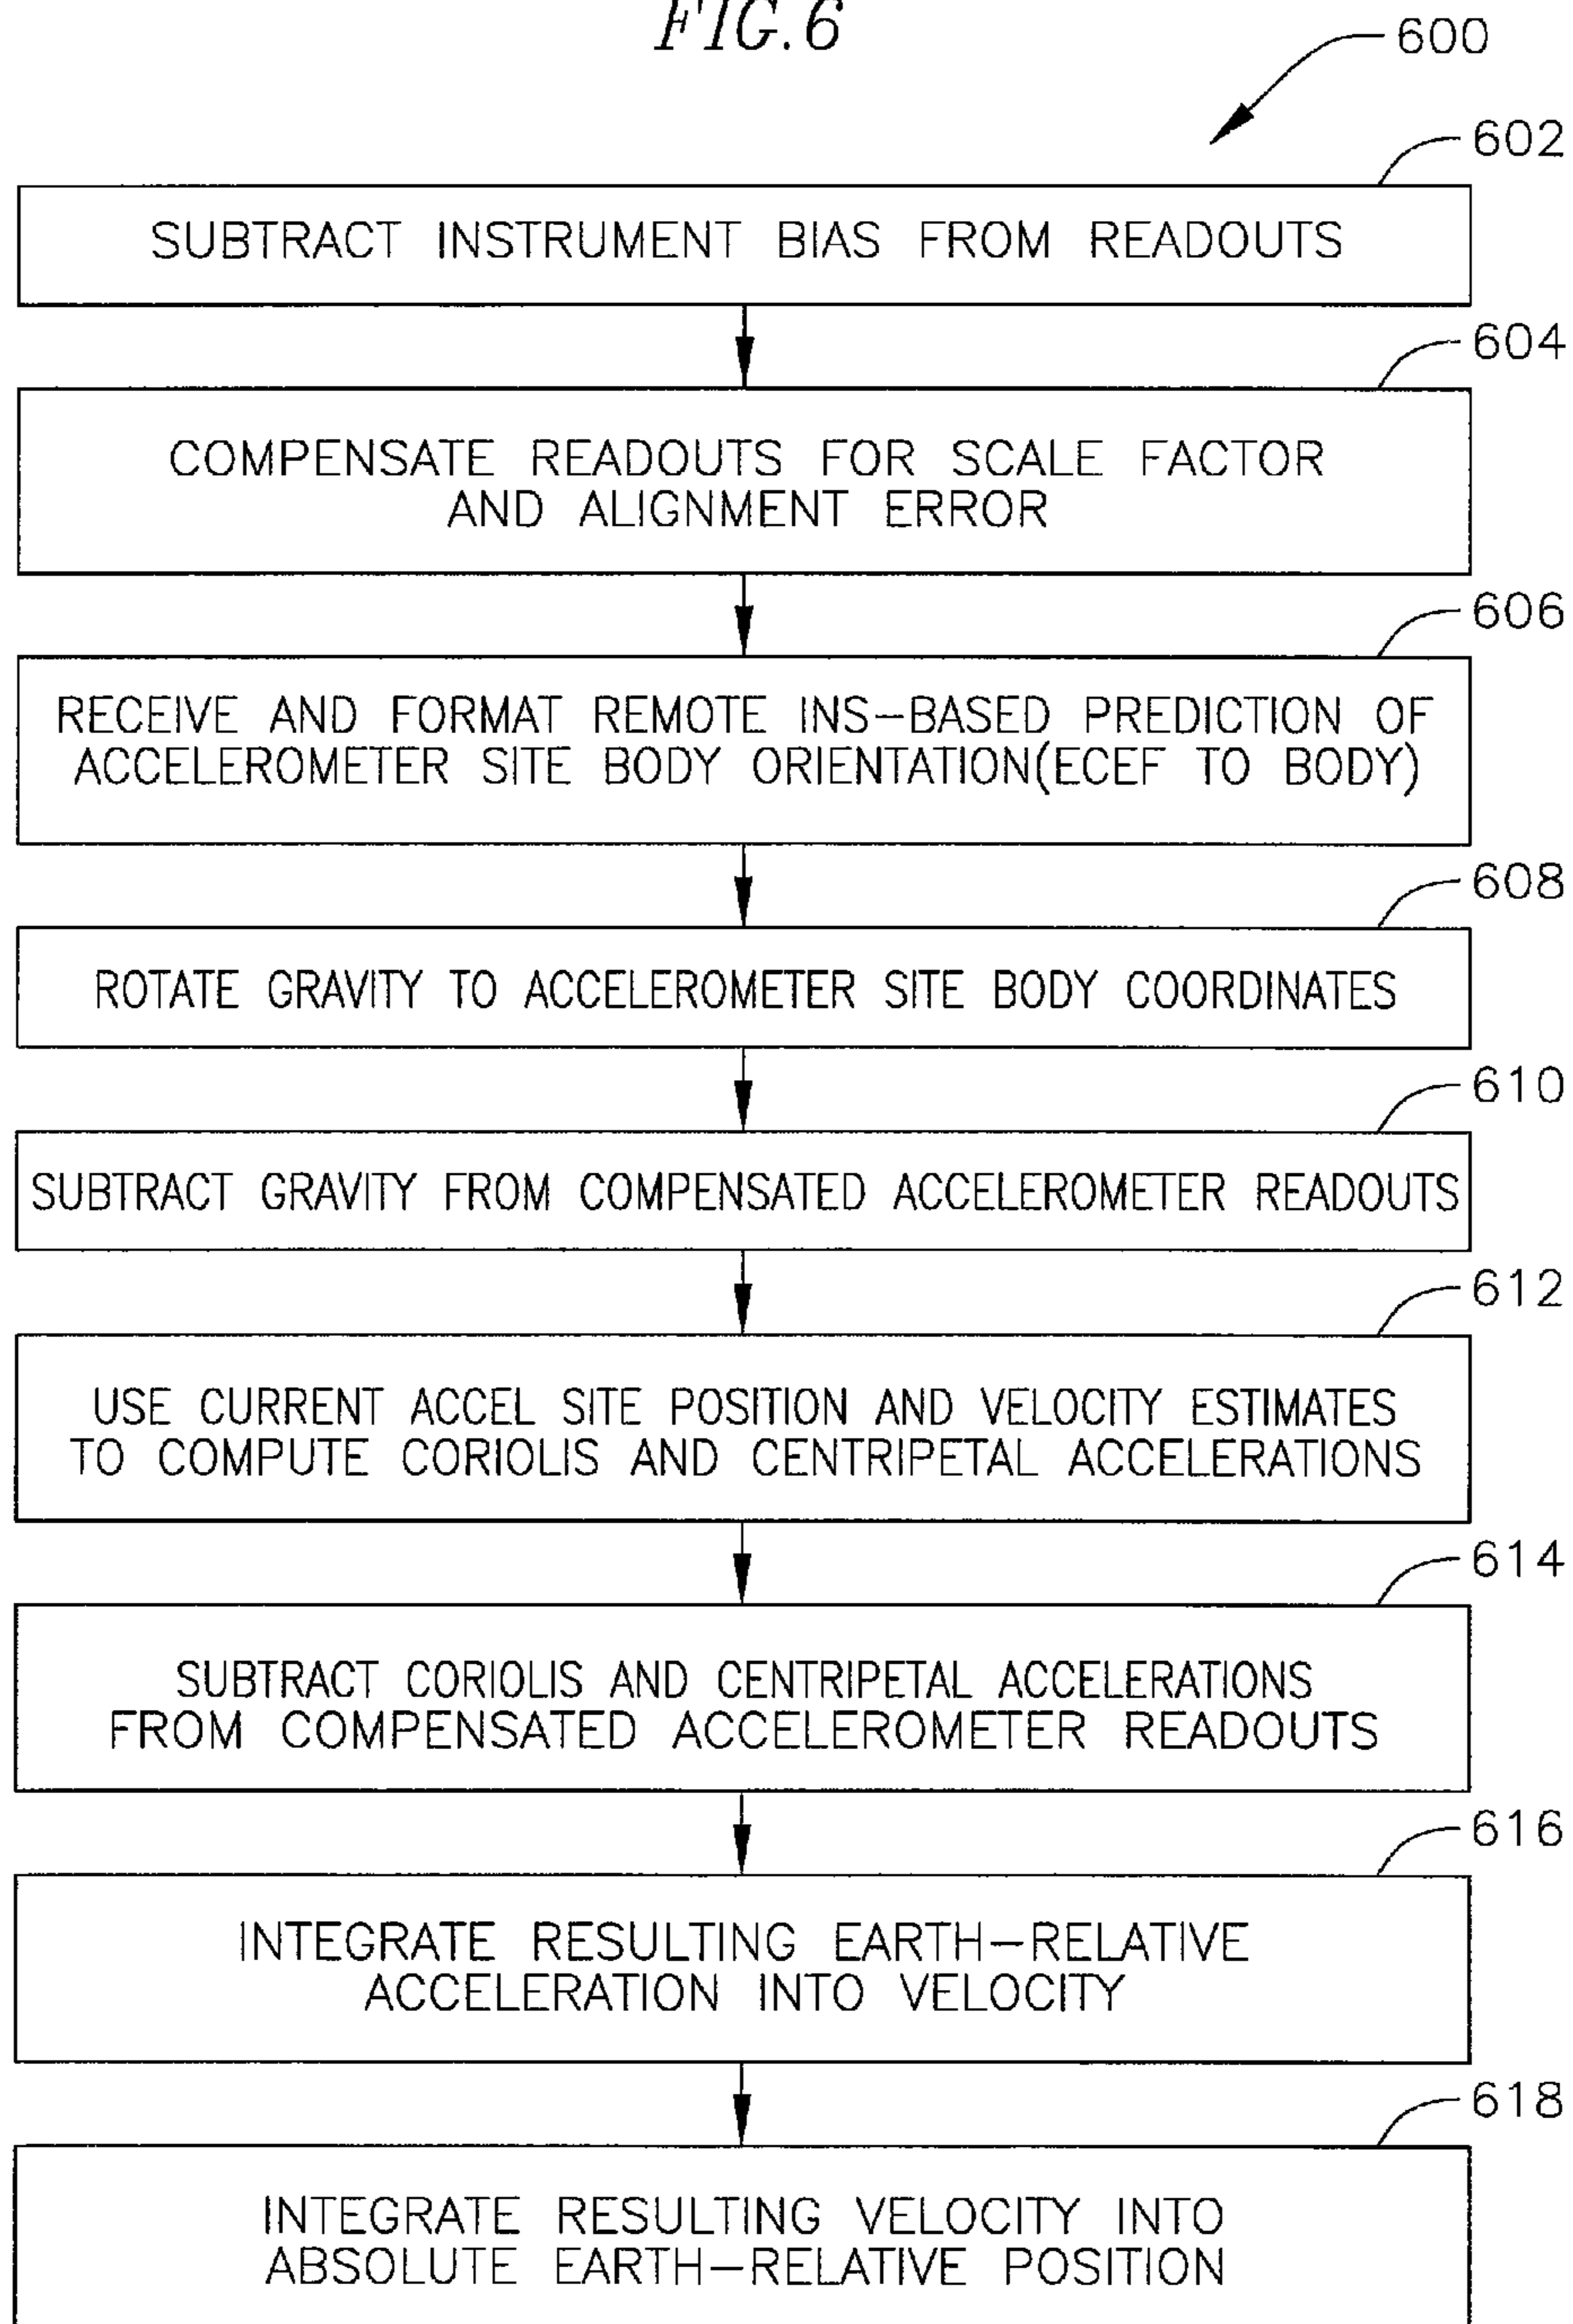 FIG.6
600
602
SUBTRACT INSTRUMENT BIAS FROM READOUTS
604
COMPENSATE READOUTS FOR SCALE FACTOR
AND ALIGNMENT ERROR
606
RECEIVE AND FORMAT REMOTE INS-BASED PREDICTION OF
ACCELEROMETER SITE BODY ORIENTATION(ECEF TO BODY)
608
ROTATE GRAVITY TO ACCELEROMETER SITE BODY COORDINATES
610
SUBTRACT GRAVITY FROM COMPENSATED ACCELEROMETER READOUTS
612
USE CURRENT ACCEL SITE POSITION AND VELOCITY ESTIMATES
TO COMPUTE CORIOLIS AND CENTRIPETAL ACCELERATIONS
614
SUBTRACT CORIOLIS AND CENTRIPETAL ACCELERATIONS
FROM COMPENSATED ACCELEROMETER READOUTS
616
INTEGRATE RESULTING EARTH-RELATIVE
ACCELERATION INTO VELOCITY
618
INTEGRATE RESULTING VELOCITY INTO
ABSOLUTE EARTH-RELATIVE POSITION